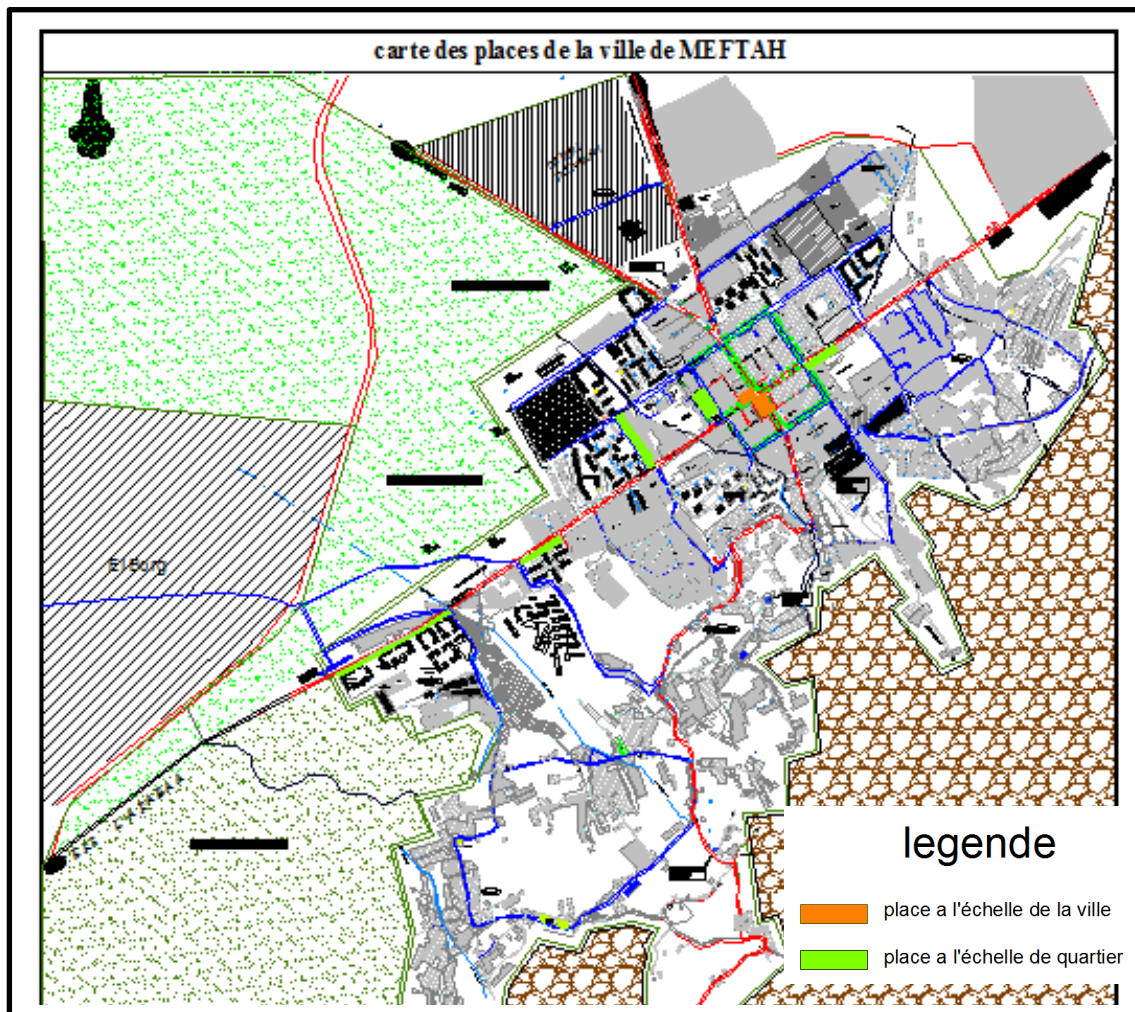 carte des places de la ville de MEFTAH
El Borg
legende
place a l'échelle de la ville
place a l'échelle de quartier